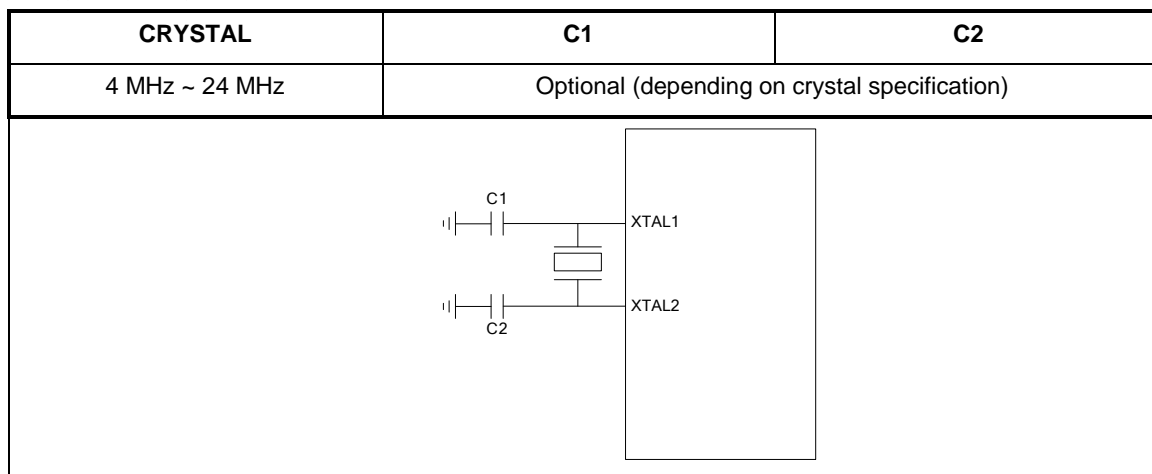 CRYSTAL C1 C2
4 MHz ~ 24 MHz Optional (depending on crystal specification)
C1
XTAL1
XTAL2
C2